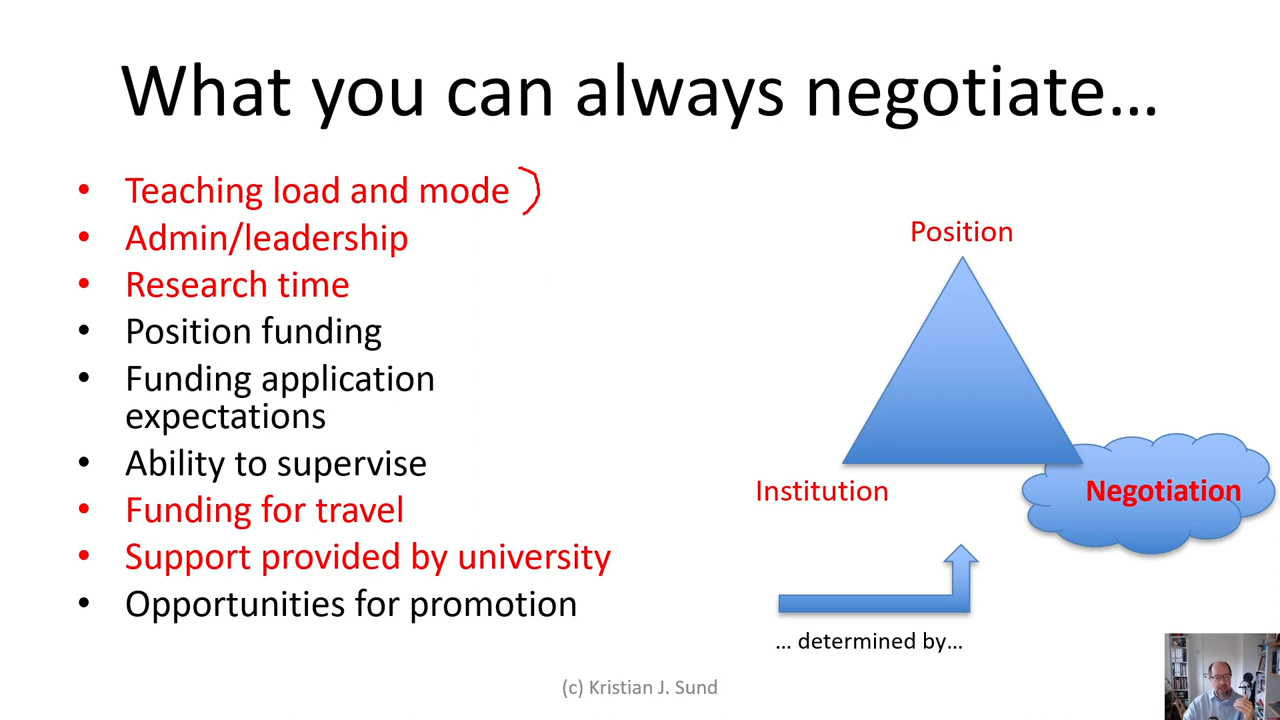 What you can always negotiate…
• Teaching load and mode
• Admin/leadership
• Research time
• Position funding
• Funding application
expectations
• Ability to supervise
• Funding for travel
• Support provided by university
• Opportunities for promotion
Position
Institution
Negotiation
… determined by…
(c) Kristian J. Sund